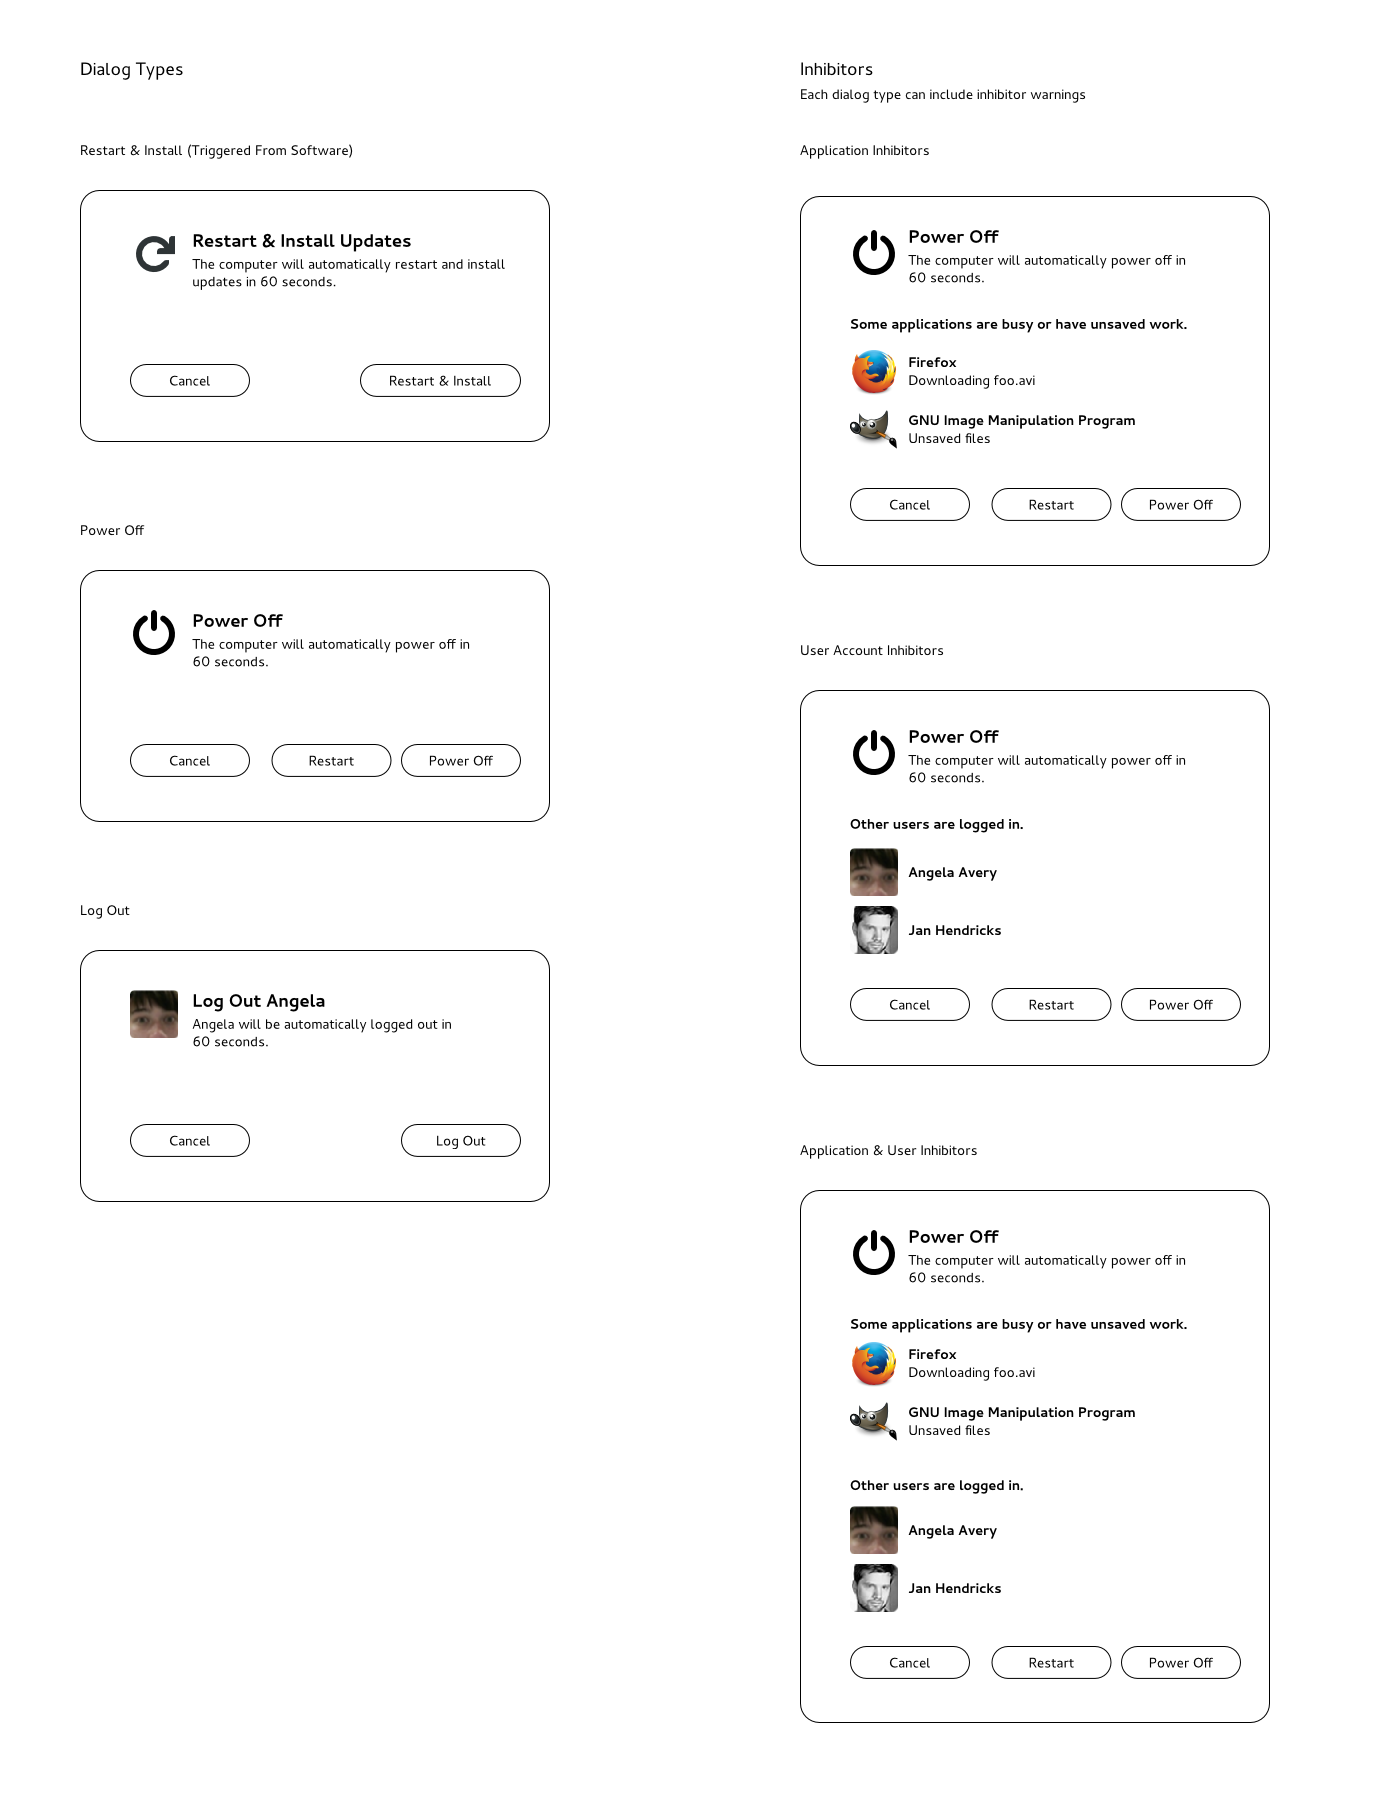 Dialog Types
Restart & Install (Triggered From Software)
Restart & Install Updates
The computer will automatically restart and install
updates in 60 seconds.
Cancel
Restart & Install
Power Off
Power Off
The computer will automatically power off in
60 seconds.
Cancel
Restart
Power Off
Log Out
Log Out Angela
Angela will be automatically logged out in
60 seconds.
Cancel
Log Out
Inhibitors
Each dialog type can include inhibitor warnings
Application Inhibitors
Power Off
The computer will automatically power off in
60 seconds.
Some applications are busy or have unsaved work.
Firefox
Downloading foo.avi
GNU Image Manipulation Program
Unsaved files
Cancel
Restart
Power Off
User Account Inhibitors
Power Off
The computer will automatically power off in
60 seconds.
Other users are logged in.
Angela Avery
Jan Hendricks
Cancel
Restart
Power Off
Application & User Inhibitors
Power Off
The computer will automatically power off in
60 seconds.
Some applications are busy or have unsaved work.
Firefox
Downloading foo.avi
GNU Image Manipulation Program
Unsaved files
Other users are logged in.
Angela Avery
Jan Hendricks
Cancel
Restart
Power Off